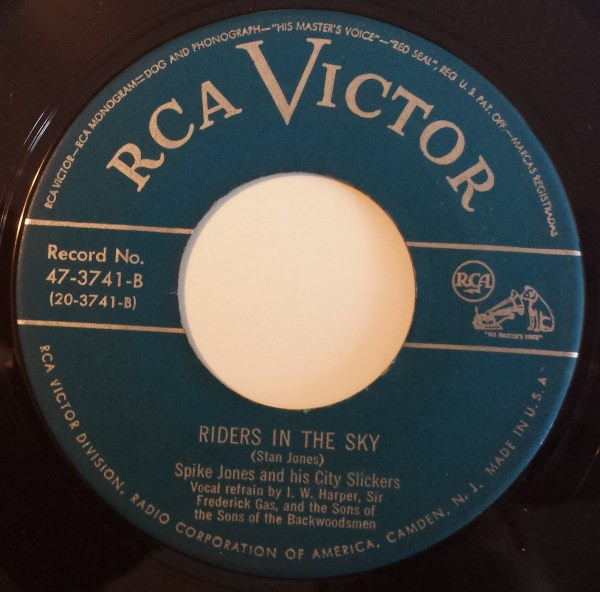 RCA VICTOR—RCA MONOGRAM—DOG AND PHONOGRAPH—"HIS MASTER'S VOICE"—"RED SEAL", REG U.S. PAT. OFF.—MARCAS REGISTRADAS
RCA VICTOR
Record No.
47-3741-B
(20-3741-B)
RCA
"HIS MASTER'S VOICE"
RIDERS IN THE SKY
(Stan Jones)
Spike Jones and his City Slickers
Vocal refrain by I. W. Harper, Sir
Frederick Gas, and the Sons of
the Sons of the Backwoodsmen
RCA VICTOR DIVISION, RADIO CORPORATION OF AMERICA, CAMDEN, N. J. MADE IN U.S.A.